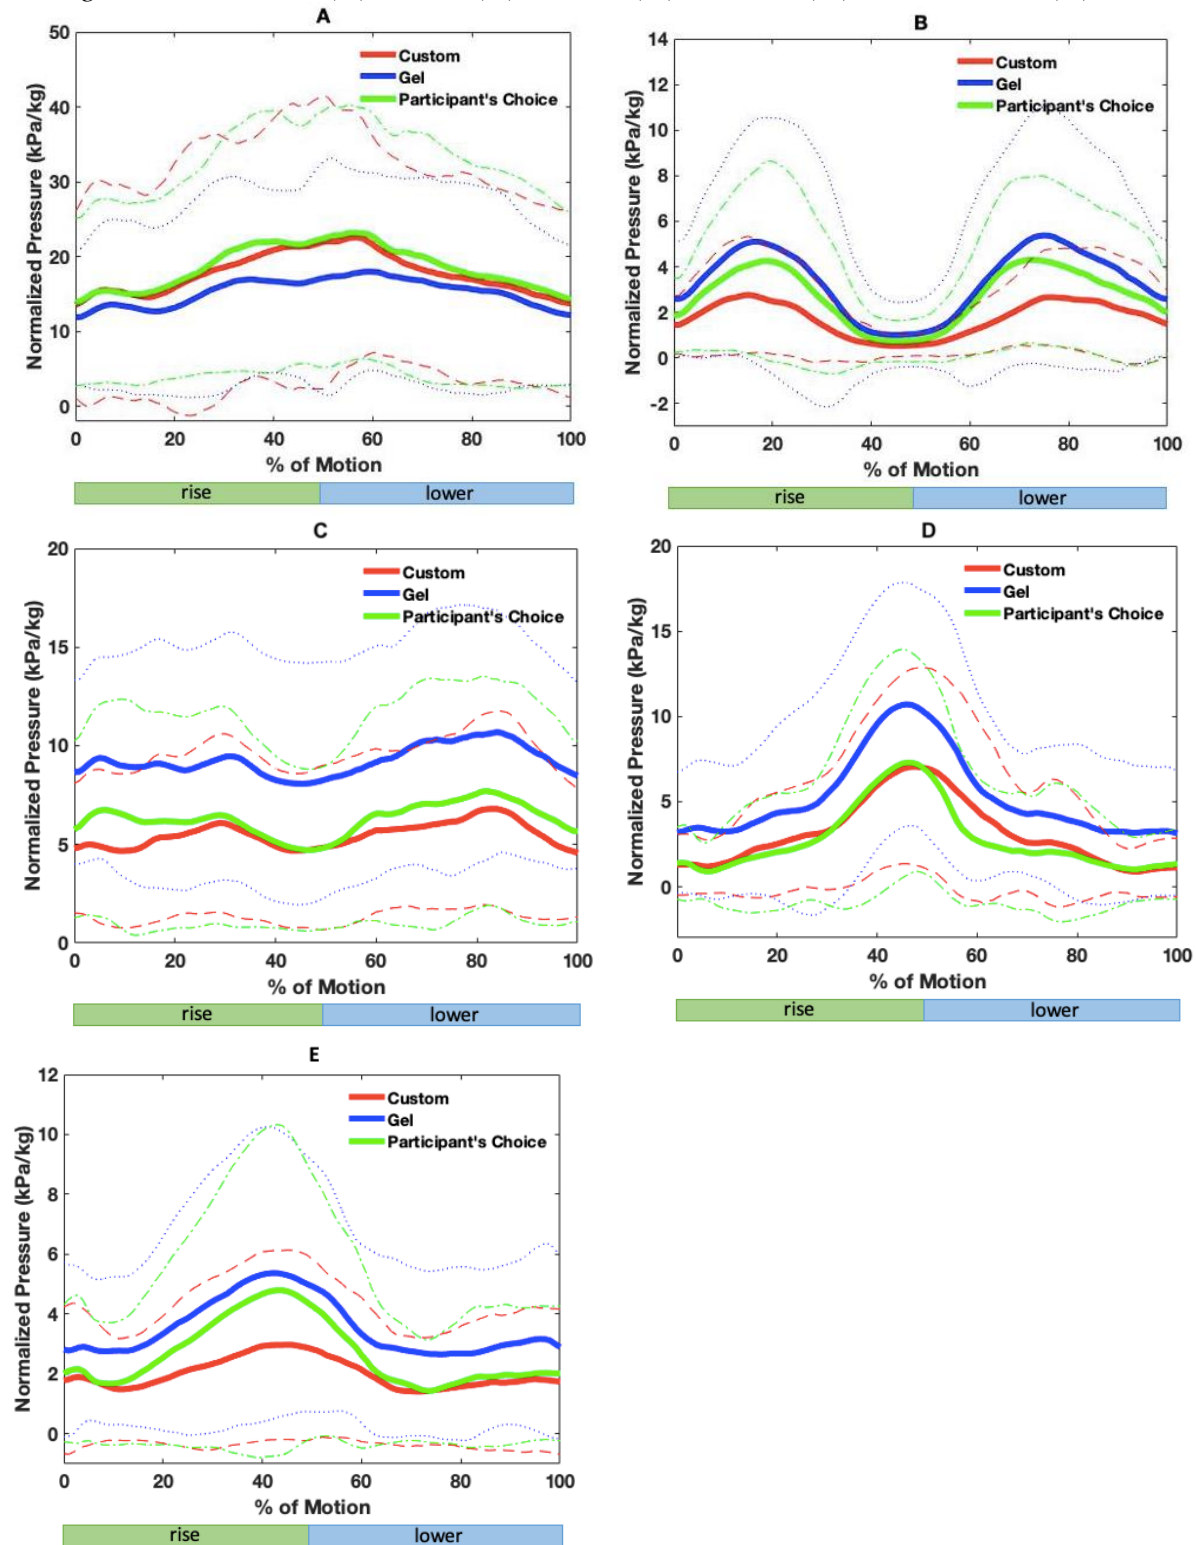 A
50
40
30
20
10
0
Normalized Pressure (kPa/kg)
Custom
Gel
Participant's Choice
0 20 40 60 80 100
% of Motion
rise lower
B
14
12
10
8
6
4
2
0
-2
Normalized Pressure (kPa/kg)
Custom
Gel
Participant's Choice
0 20 40 60 80 100
% of Motion
rise lower
C
20
15
10
5
0
Normalized Pressure (kPa/kg)
Custom
Gel
Participant's Choice
0 20 40 60 80 100
% of Motion
rise lower
D
20
15
10
5
0
Normalized Pressure (kPa/kg)
Custom
Gel
Participant's Choice
0 20 40 60 80 100
% of Motion
rise lower
E
12
10
8
6
4
2
0
Normalized Pressure (kPa/kg)
Custom
Gel
Participant's Choice
0 20 40 60 80 100
% of Motion
rise lower